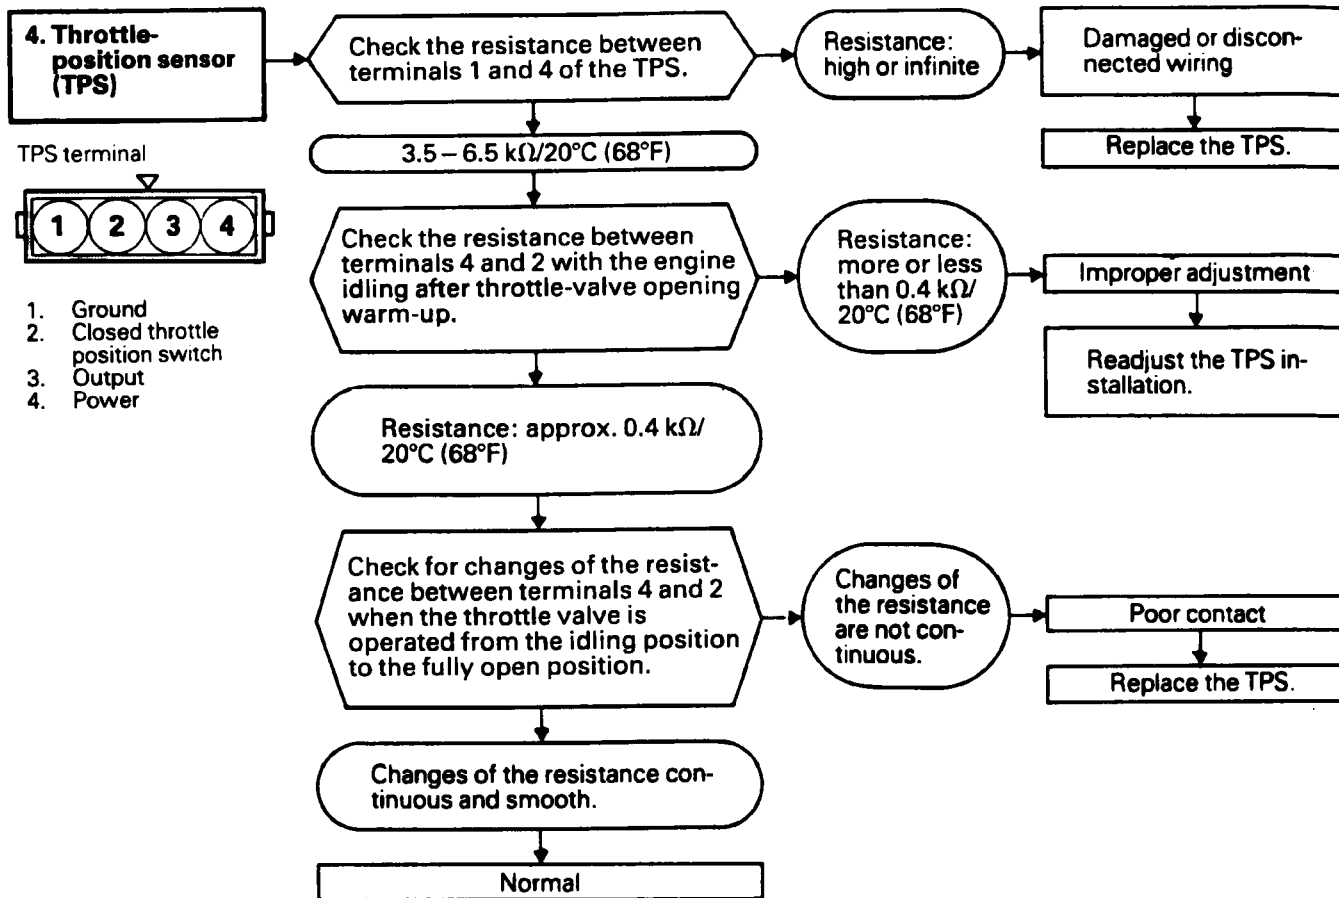 4. Throttle-
position sensor
(TPS)
Check the resistance between
terminals 1 and 4 of the TPS.
Resistance:
high or infinite
Damaged or discon-
nected wiring
Replace the TPS.
3.5 – 6.5 kΩ/20°C (68°F)
TPS terminal
1 2 3 4
1. Ground
2. Closed throttle
position switch
3. Output
4. Power
Check the resistance between
terminals 4 and 2 with the engine
idling after throttle-valve opening
warm-up.
Resistance:
more or less
than 0.4 kΩ/
20°C (68°F)
Improper adjustment
Readjust the TPS in-
stallation.
Resistance: approx. 0.4 kΩ/
20°C (68°F)
Check for changes of the resist-
ance between terminals 4 and 2
when the throttle valve is
operated from the idling position
to the fully open position.
Changes of
the resistance
are not con-
tinuous.
Poor contact
Replace the TPS.
Changes of the resistance con-
tinuous and smooth.
Normal